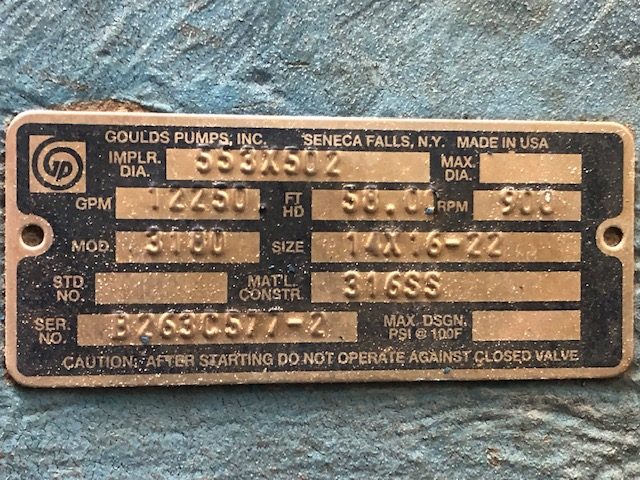 GOULDS PUMPS, INC. SENECA FALLS, N.Y. MADE IN USA
IMPLR. DIA. 553X502 MAX. DIA.
GPM 12250 FT HD 58.00 RPM 900
MOD. 3180 SIZE 14X16-22
STD. NO. MAT'L. CONSTR. 316SS
SER. NO. B263C577-2 MAX. DSGN. PSI @ 100F
CAUTION: AFTER STARTING DO NOT OPERATE AGAINST CLOSED VALVE